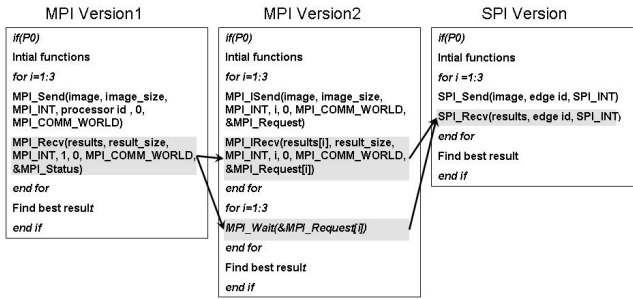 MPI Version1
if(P0)
Intial functions
for i=1:3
MPI_Send(image, image_size,
MPI_INT, processor id , 0,
MPI_COMM_WORLD)
MPI_Recv(results, result_size,
MPI_INT, 1, 0, MPI_COMM_WORLD,
&MPI_Status)
end for
Find best result
end if
MPI Version2
if(P0)
Intial functions
for i=1:3
MPI_ISend(image, image_size,
MPI_INT, i, 0, MPI_COMM_WORLD,
&MPI_Request)
MPI_IRecv(results[i], result_size,
MPI_INT, i, 0, MPI_COMM_WORLD,
&MPI_Request[i])
end for
for i=1:3
MPI_Wait(&MPI_Request[i])
end for
Find best result
end if
SPI Version
if(P0)
Intial functions
for i =1:3
SPI_Send(image, edge id, SPI_INT)
SPI_Recv(results, edge id, SPI_INT)
end for
Find best result
end if